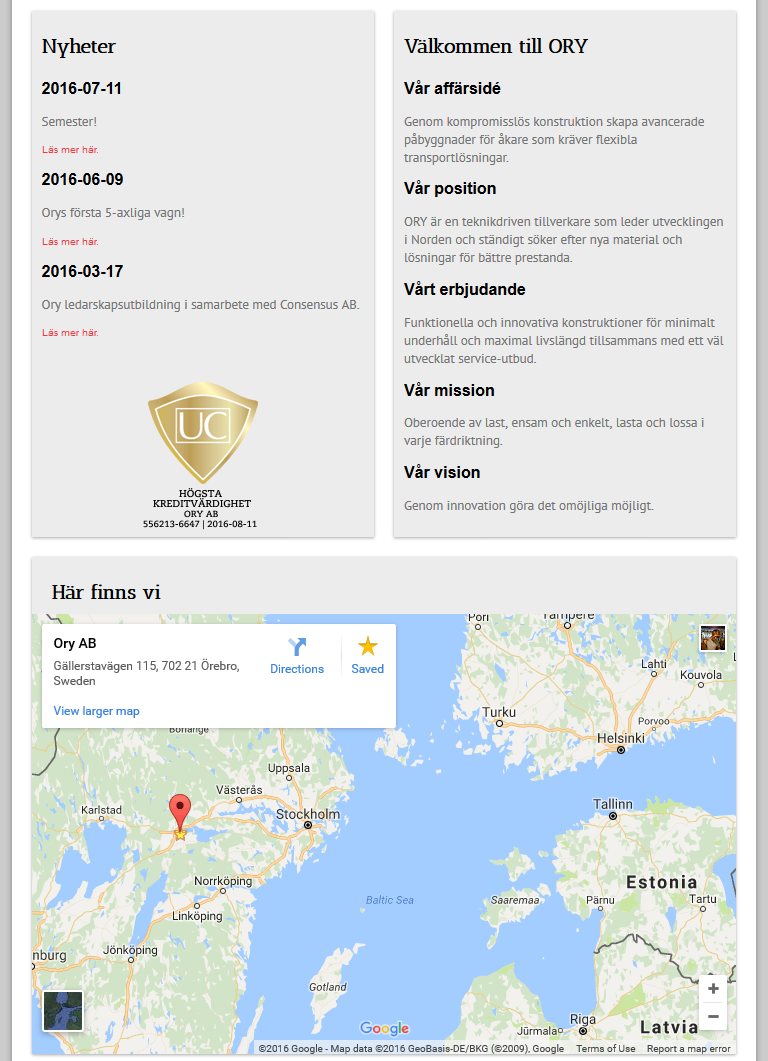 Nyheter
2016-07-11
Semester!
Läs mer här.
2016-06-09
Orys första 5-axliga vagn!
Läs mer här.
2016-03-17
Ory ledarskapsutbildning i samarbete med Consensus AB.
Läs mer här.
UC
HÖGSTA
KREDITVÄRDIGHET
ORY AB
556213-6647 | 2016-08-11
Välkommen till ORY
Vår affärsidé
Genom kompromisslös konstruktion skapa avancerade
påbyggnader för åkare som kräver flexibla
transportlösningar.
Vår position
ORY är en teknikdriven tillverkare som leder utvecklingen
i Norden och ständigt söker efter nya material och
lösningar för bättre prestanda.
Vårt erbjudande
Funktionella och innovativa konstruktioner för minimalt
underhåll och maximal livslängd tillsammans med ett väl
utvecklat service-utbud.
Vår mission
Oberoende av last, ensam och enkelt, lasta och lossa i
varje färdriktning.
Vår vision
Genom innovation göra det omöjliga möjligt.
Här finns vi
Ory AB
Gällerstavägen 115, 702 21 Örebro,
Sweden
Directions
Saved
View larger map
Pori
Tampere
Lahti
Kouvola
Turku
Porvoo
Helsinki
Borlänge
Uppsala
Västerås
Karlstad
Stockholm
Tallinn
Norrköping
Linköping
Estonia
Baltic Sea
Saaremaa
Pärnu
Tartu
Jönköping
nburg
Gotland
Riga
Jūrmala
Latvia
Google
+
−
©2016 Google - Map data ©2016 GeoBasis-DE/BKG (©2009), Google Terms of Use Report a map error